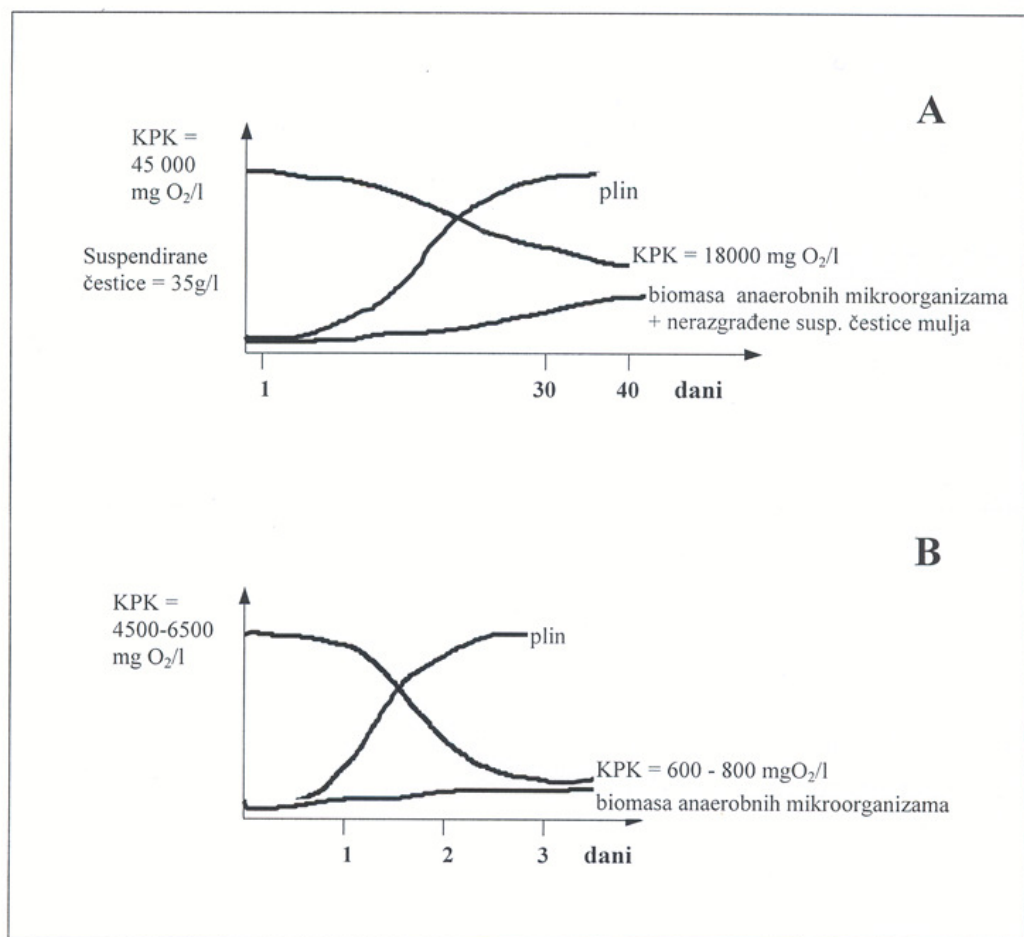 A
KPK =
45 000
mg O₂/l
plin
Suspendirane
čestice = 35g/l
KPK = 18000 mg O₂/l
biomasa anaerobnih mikroorganizama
+ nerazgrađene susp. čestice mulja
1 30 40 dani
B
KPK =
4500-6500
mg O₂/l
plin
KPK = 600 - 800 mgO₂/l
biomasa anaerobnih mikroorganizama
1 2 3 dani